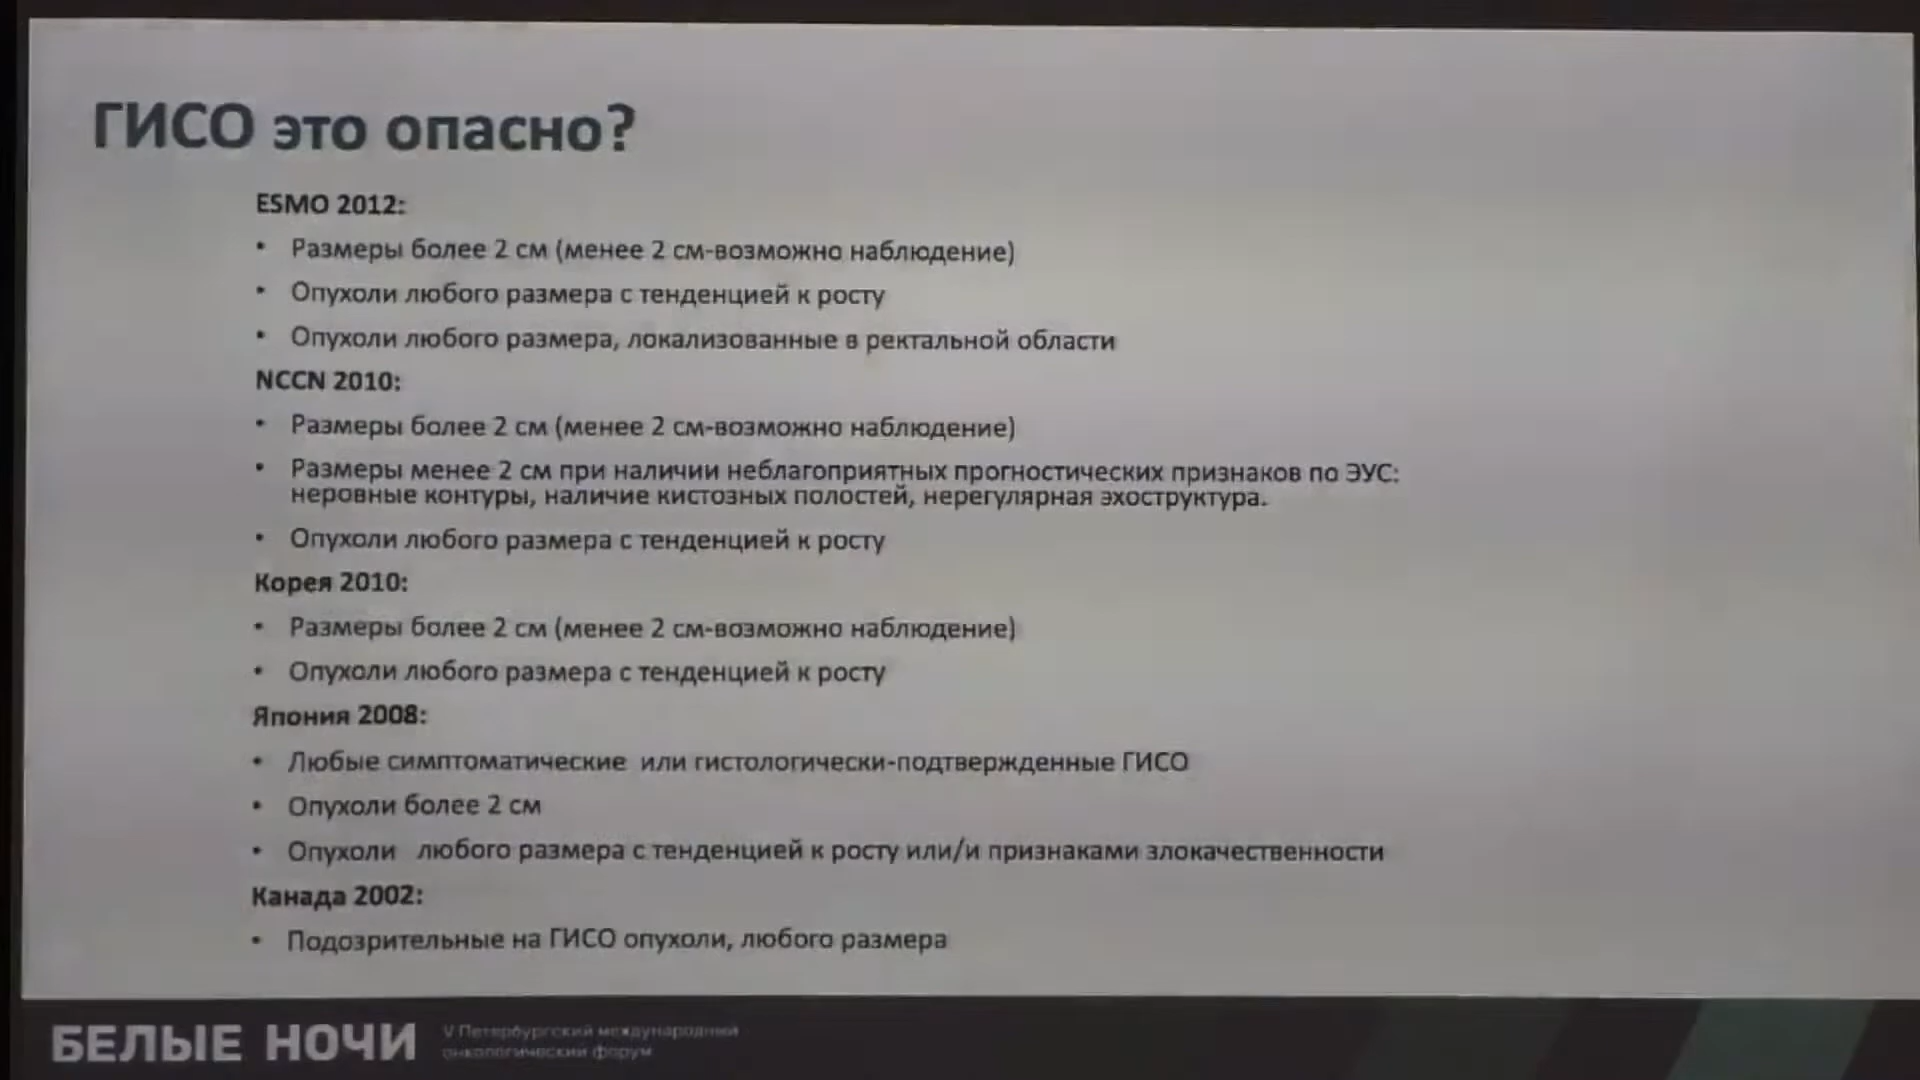 ГИСО это опасно?
ESMO 2012:
• Размеры более 2 см (менее 2 см-возможно наблюдение)
• Опухоли любого размера с тенденцией к росту
• Опухоли любого размера, локализованные в ректальной области
NCCN 2010:
• Размеры более 2 см (менее 2 см-возможно наблюдение)
• Размеры менее 2 см при наличии неблагоприятных прогностических признаков по ЭУС:
неровные контуры, наличие кистозных полостей, нерегулярная эхоструктура.
• Опухоли любого размера с тенденцией к росту
Корея 2010:
• Размеры более 2 см (менее 2 см-возможно наблюдение)
• Опухоли любого размера с тенденцией к росту
Япония 2008:
• Любые симптоматические или гистологически-подтвержденные ГИСО
• Опухоли более 2 см
• Опухоли любого размера с тенденцией к росту или/и признаками злокачественности
Канада 2002:
• Подозрительные на ГИСО опухоли, любого размера
БЕЛЫЕ НОЧИ
V Петербургский международный
онкологический форум